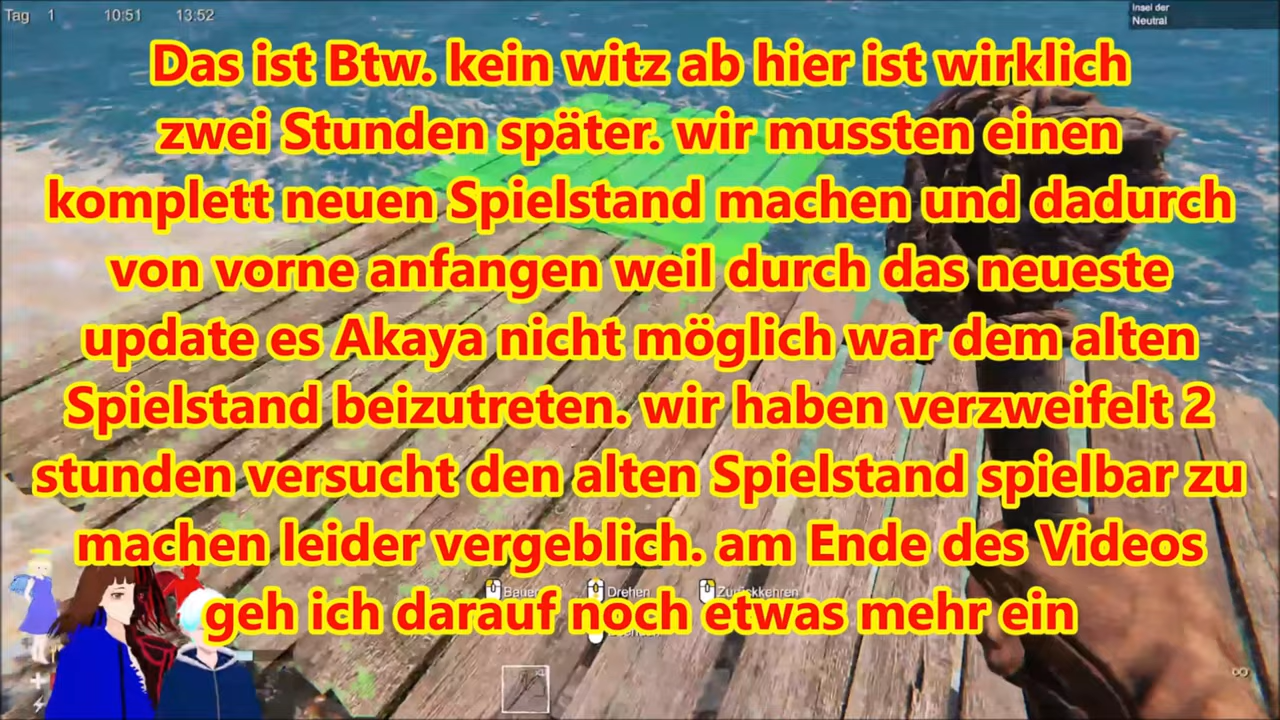 Tag 1 10:51 13:52
Insel der
Neutral
Das ist Btw. kein witz ab hier ist wirklich
zwei Stunden später. wir mussten einen
komplett neuen Spielstand machen und dadurch
von vorne anfangen weil durch das neueste
update es Akaya nicht möglich war dem alten
Spielstand beizutreten. wir haben verzweifelt 2
stunden versucht den alten Spielstand spielbar zu
machen leider vergeblich. am Ende des Videos
Bauen Drehen Zurückkehren
geh ich darauf noch etwas mehr ein